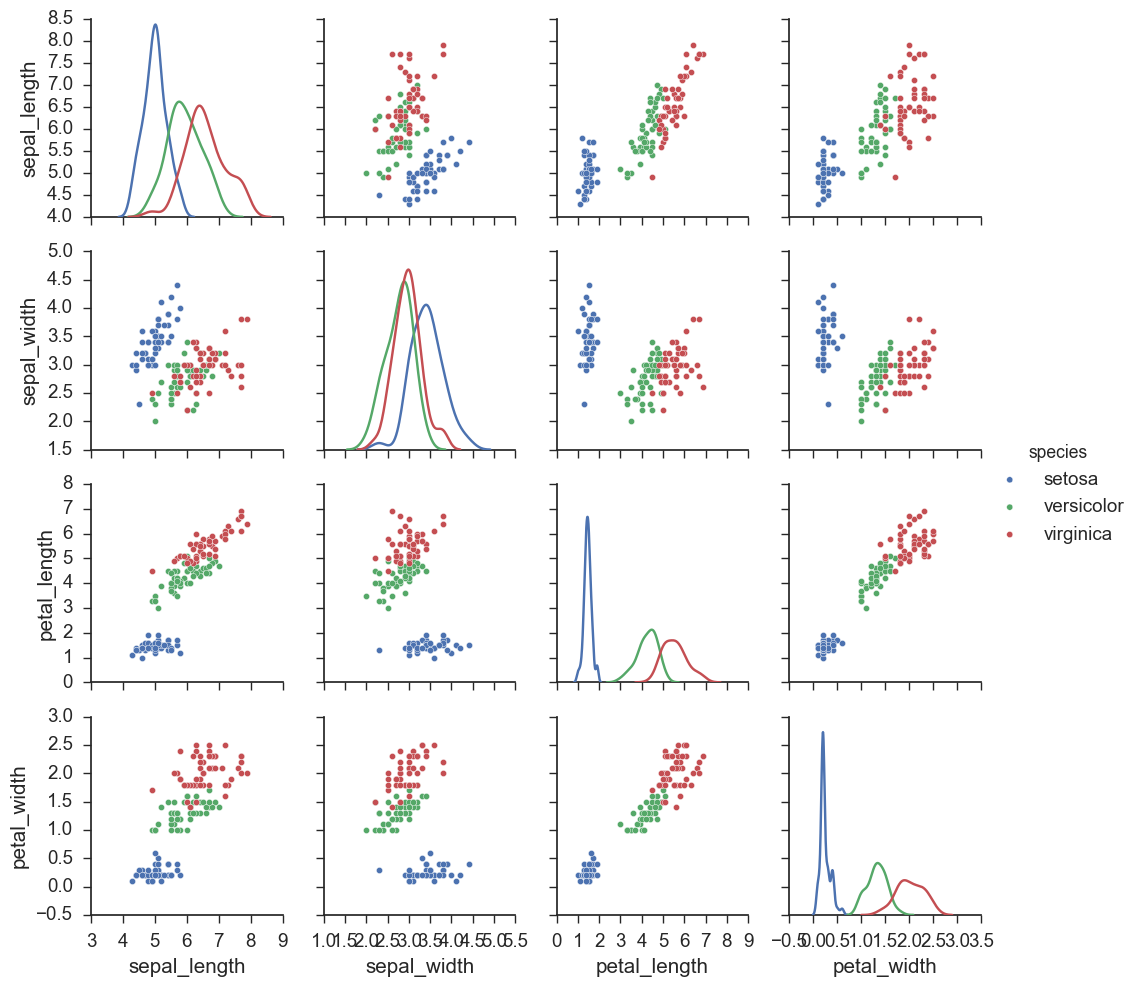 8.5
8.0
7.5
7.0
6.5
6.0
5.5
5.0
4.5
4.0
sepal_length
5.0
4.5
4.0
3.5
3.0
2.5
2.0
1.5
sepal_width
species
setosa
versicolor
virginica
8
7
6
5
4
3
2
1
0
petal_length
3.0
2.5
2.0
1.5
1.0
0.5
0.0
−0.5
petal_width
3 4 5 6 7 8 9
1.0 1.5 2.0 2.5 3.0 3.5 4.0 4.5 5.0 5.5
0 1 2 3 4 5 6 7 8 9
−0.5 0.0 0.5 1.0 1.5 2.0 2.5 3.0 3.5
sepal_length
sepal_width
petal_length
petal_width